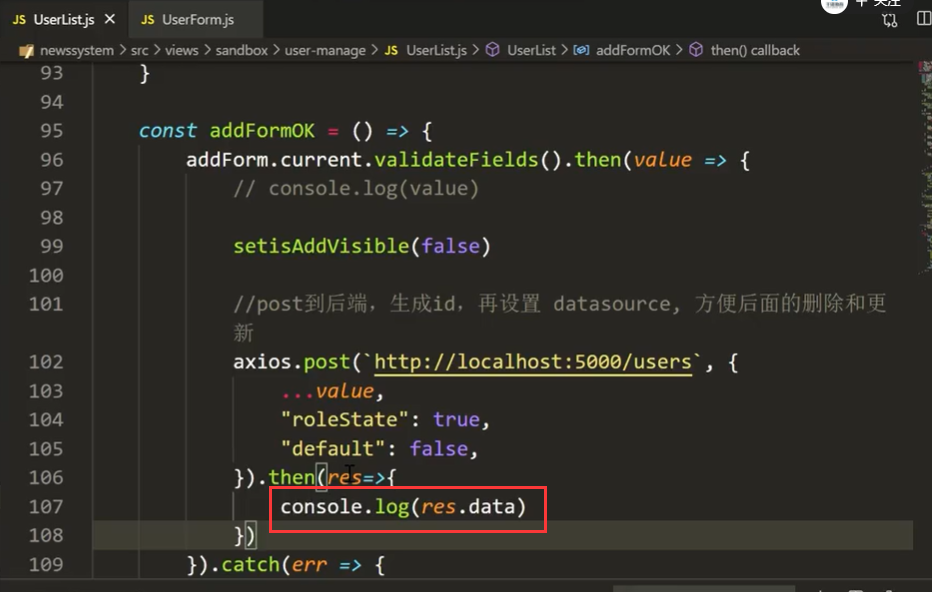 JS UserList.js × JS UserForm.js
+ 关注
newssystem > src > views > sandbox > user-manage > JS UserList.js > UserList > addFormOK > then() callback
93 }
94
95 const addFormOK = () => {
96 addForm.current.validateFields().then(value => {
97 // console.log(value)
98
99 setisAddVisible(false)
100
101 //post到后端，生成id，再设置 datasource, 方便后面的删除和更
新
102 axios.post(`http://localhost:5000/users`, {
103 ...value,
104 "roleState": true,
105 "default": false,
106 }).then(res=>{
107 console.log(res.data)
108 })
109 }).catch(err => {